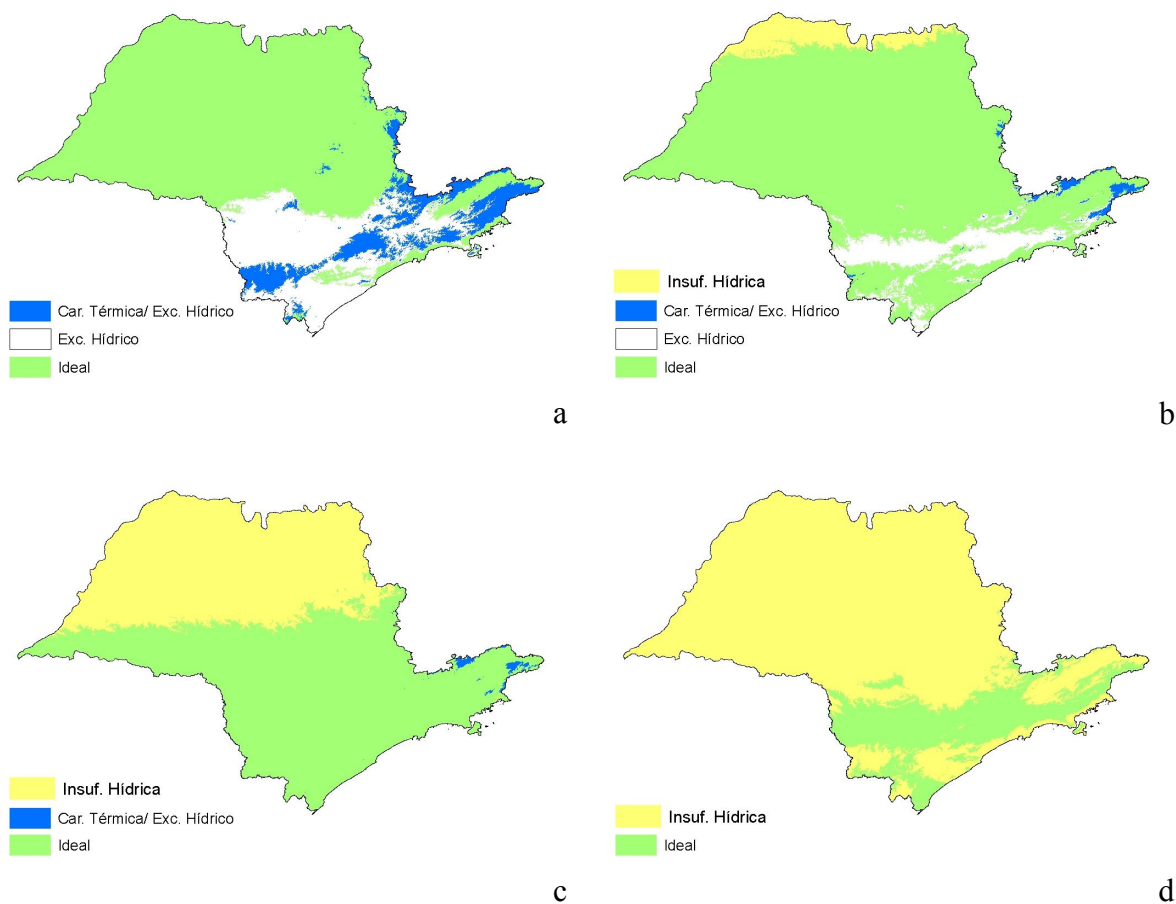 Car. Térmica/ Exc. Hídrico
Exc. Hídrico
Ideal
a
Insuf. Hídrica
Car. Térmica/ Exc. Hídrico
Exc. Hídrico
Ideal
b
Insuf. Hídrica
Car. Térmica/ Exc. Hídrico
Ideal
c
Insuf. Hídrica
Ideal
d